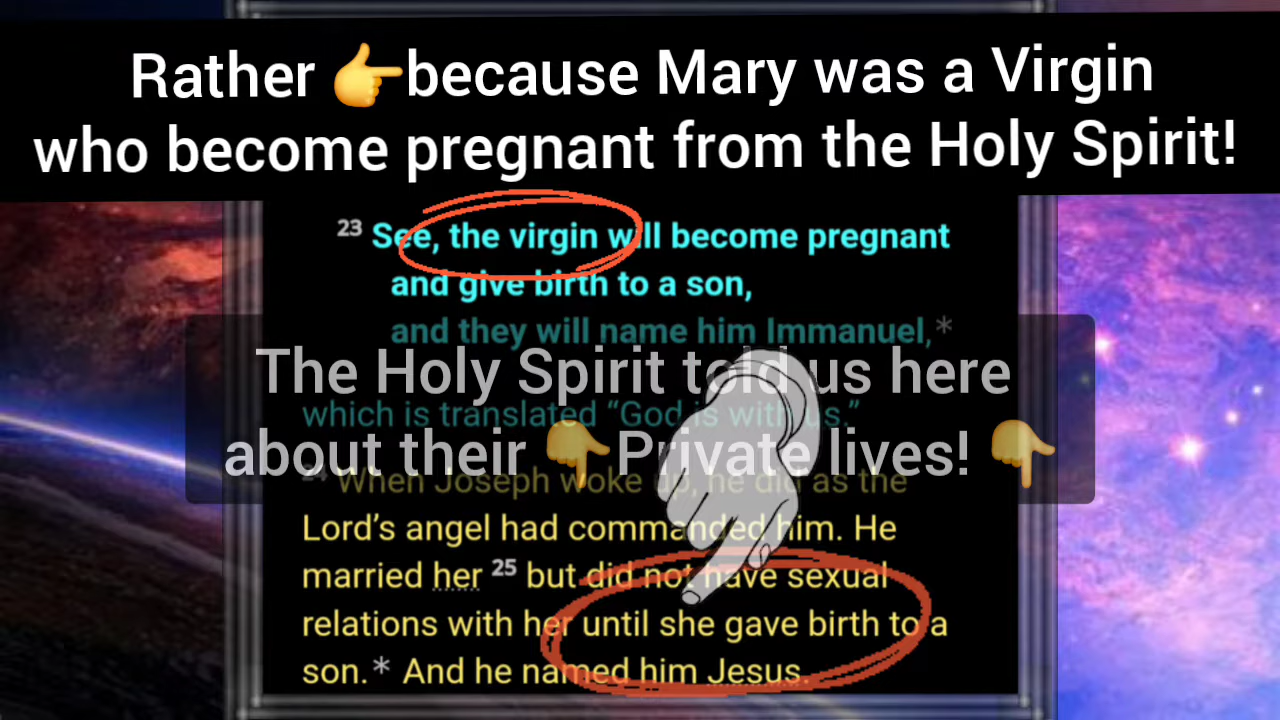 Rather 👉because Mary was a Virgin
who become pregnant from the Holy Spirit!
23 See, the virgin will become pregnant
and give birth to a son,
and they will name him Immanuel,*
The Holy Spirit told us here
which is translated “God is with us.”
about their 👇Private lives! 👇
24 When Joseph woke up, he did as the
Lord’s angel had commanded him. He
married her 25 but did not have sexual
relations with her until she gave birth to a
son.* And he named him Jesus.